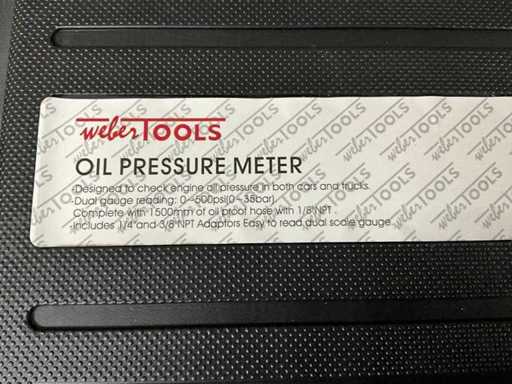 weberTOOLS
OIL PRESSURE METER
-Designed to check engine oil pressure in both cars and trucks.
Dual gauge reading: 0~500psi(0~35bar).
Complete with 1500mm of oil proof hose with 1/8"NPT .
-Includes 1/4"and 3/8"NPT Adaptors Easy to read dual scale gauge